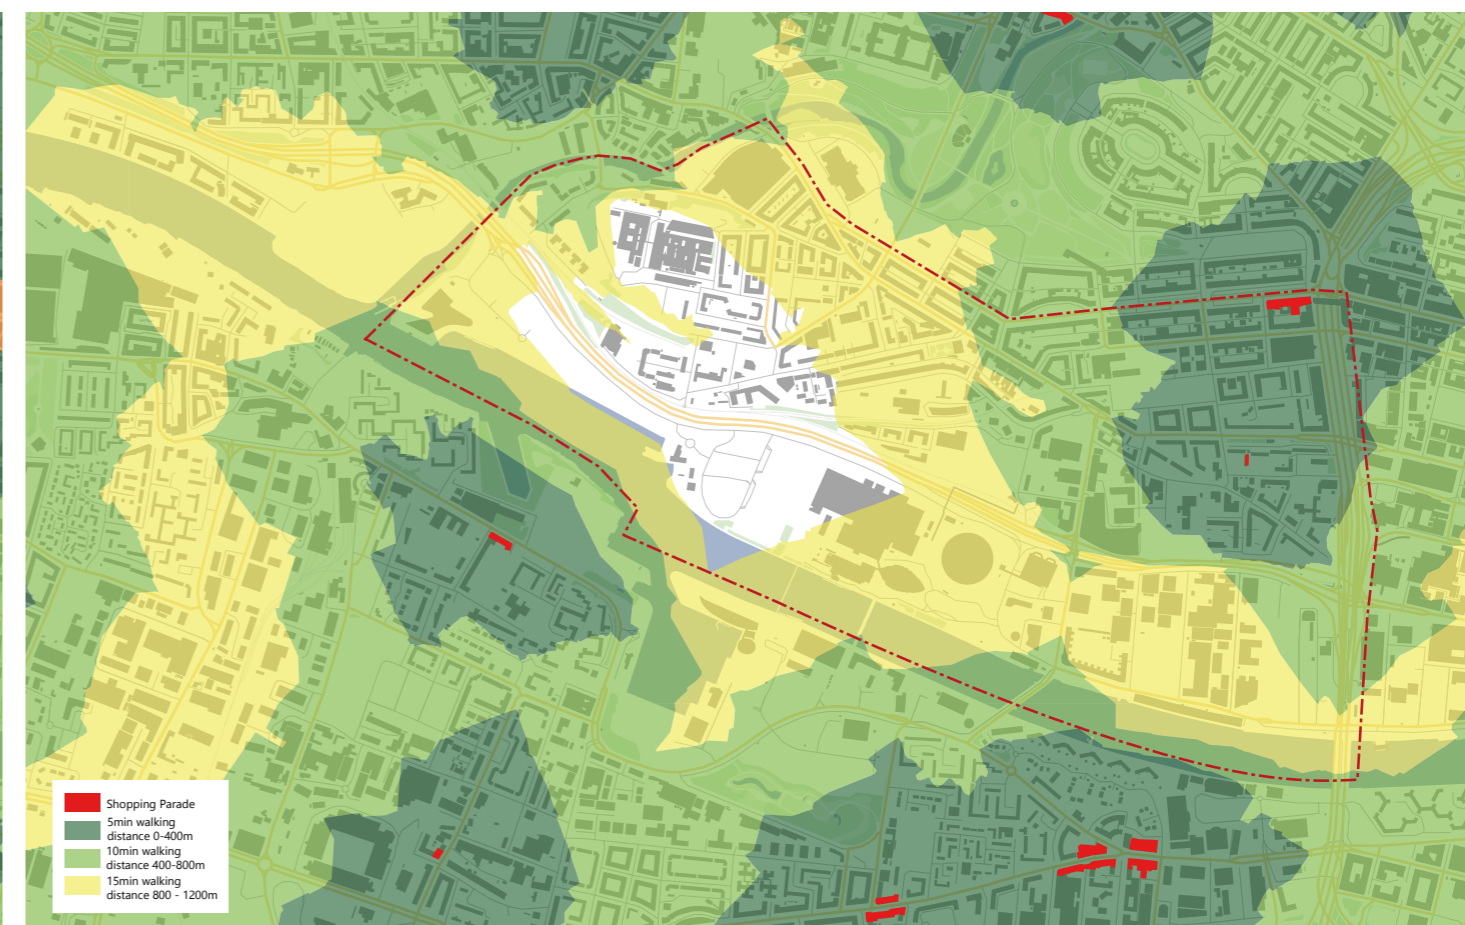 Shopping Parade
5min walking
distance 0-400m
10min walking
distance 400-800m
15min walking
distance 800 - 1200m